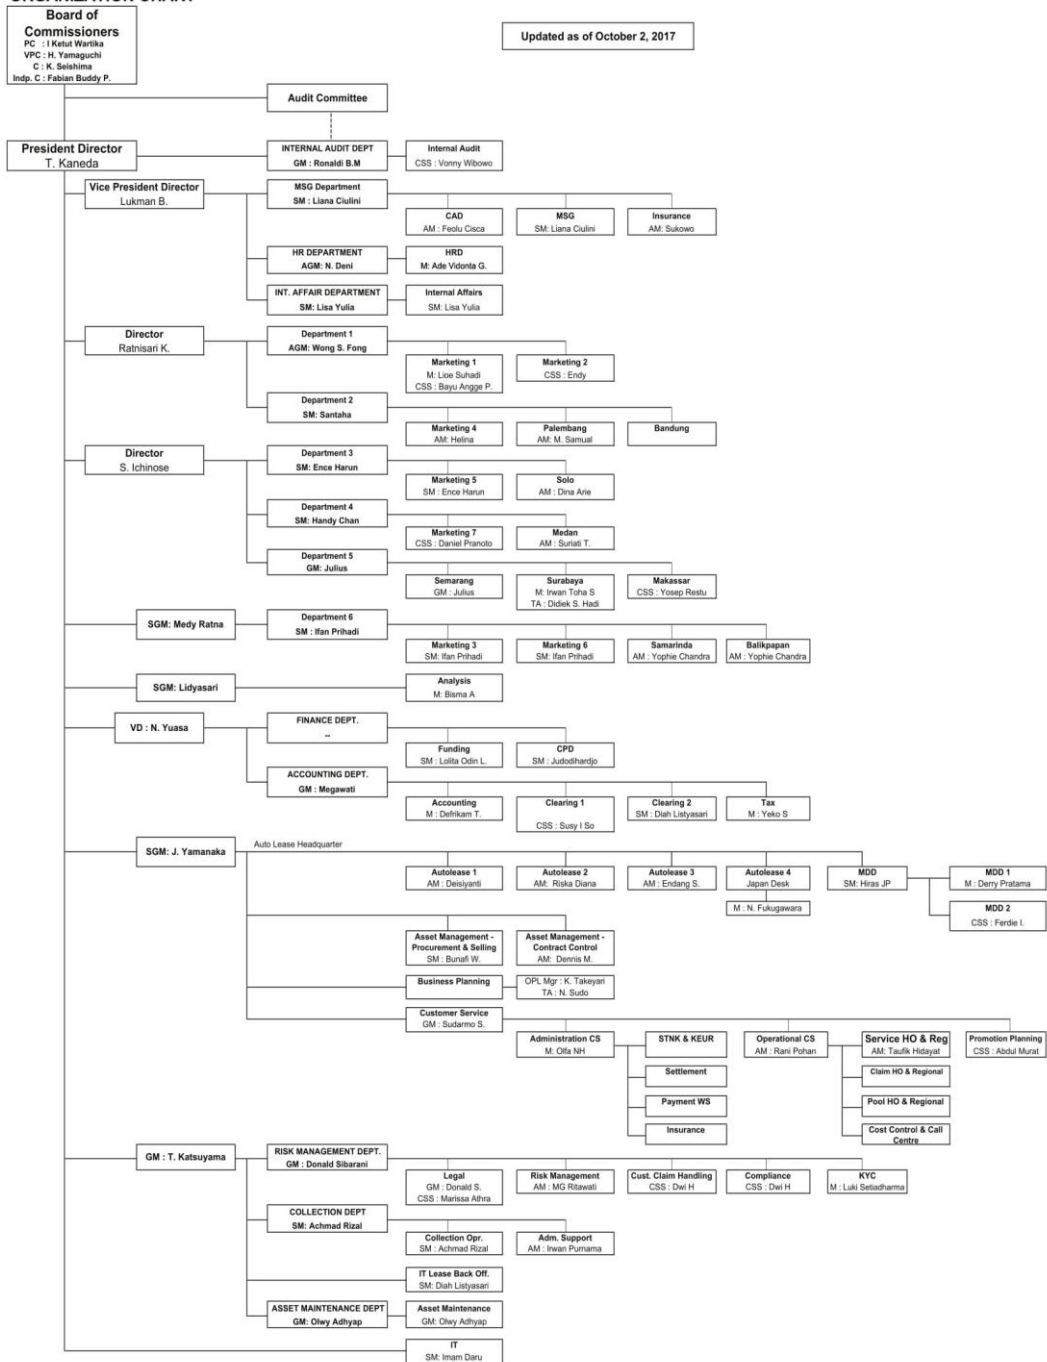 ORGANIZATION CHART
Board of
Commissioners
PC : I Ketut Wartika
VPC : H. Yamaguchi
C : K. Seishima
Indp. C : Fabian Buddy P.
Updated as of October 2, 2017
Audit Committee
President Director
T. Kaneda
INTERNAL AUDIT DEPT
GM : Ronaldi B.M
Internal Audit
CSS : Vonny Wibowo
Vice President Director
Lukman B.
MSG Department
SM : Liana Ciulini
CAD
AM : Feolu Cisca
MSG
SM: Liana Ciulini
Insurance
AM: Sukowo
HR DEPARTMENT
AGM: N. Deni
HRD
M: Ade Vidonta G.
INT. AFFAIR DEPARTMENT
SM: Lisa Yulia
Internal Affairs
SM: Lisa Yulia
Director
Ratnisari K.
Department 1
AGM: Wong S. Fong
Marketing 1
M: Lioe Suhadi
CSS : Bayu Angge P.
Marketing 2
CSS : Endy
Department 2
SM: Santaha
Marketing 4
AM: Helina
Palembang
AM: M. Samual
Bandung
Director
S. Ichinose
Department 3
SM: Ence Harun
Marketing 5
SM : Ence Harun
Solo
AM : Dina Arie
Department 4
SM: Handy Chan
Marketing 7
CSS : Daniel Pranoto
Medan
AM : Suriati T.
Department 5
GM: Julius
Semarang
GM : Julius
Surabaya
M: Irwan Toha S
TA : Didiek S. Hadi
Makassar
CSS : Yosep Restu
SGM: Medy Ratna
Department 6
SM : Ifan Prihadi
Marketing 3
SM: Ifan Prihadi
Marketing 6
SM: Ifan Prihadi
Samarinda
AM : Yophie Chandra
Balikpapan
AM : Yophie Chandra
SGM: Lidyasari
Analysis
M: Bisma A
VD : N. Yuasa
FINANCE DEPT.
--
Funding
SM : Lolita Odin L.
CPD
SM : Judodihardjo
ACCOUNTING DEPT.
GM : Megawati
Accounting
M : Defrikam T.
Clearing 1
CSS : Susy I So
Clearing 2
SM : Diah Listyasari
Tax
M : Yeko S
SGM: J. Yamanaka
Auto Lease Headquarter
Autolease 1
AM : Deisiyanti
Autolease 2
AM: Riska Diana
Autolease 3
AM : Endang S.
Autolease 4
Japan Desk
M : N. Fukugawara
MDD
SM: Hiras JP
MDD 1
M : Derry Pratama
MDD 2
CSS : Ferdie I.
Asset Management -
Procurement & Selling
SM : Bunafi W.
Asset Management -
Contract Control
AM: Dennis M.
Business Planning
OPL Mgr : K. Takeyari
TA : N. Sudo
Customer Service
GM : Sudarmo S.
Administration CS
M: Olfa NH
STNK & KEUR
Settlement
Payment WS
Insurance
Operational CS
AM : Rani Pohan
Service HO & Reg
AM: Taufik Hidayat
Claim HO & Regional
Pool HO & Regional
Cost Control & Call
Centre
Promotion Planning
CSS : Abdul Murat
GM : T. Katsuyama
RISK MANAGEMENT DEPT.
GM : Donald Sibarani
Legal
GM : Donald S.
CSS : Marissa Athra
Risk Management
AM : MG Ritawati
Cust. Claim Handling
CSS : Dwi H
Compliance
CSS : Dwi H
KYC
M : Luki Setiadharma
COLLECTION DEPT
SM: Achmad Rizal
Collection Opr.
SM : Achmad Rizal
Adm. Support
AM : Irwan Purnama
IT Lease Back Off.
SM: Diah Listyasari
ASSET MAINTENANCE DEPT
GM: Olwy Adhyap
Asset Maintenance
GM: Olwy Adhyap
IT
SM: Imam Daru